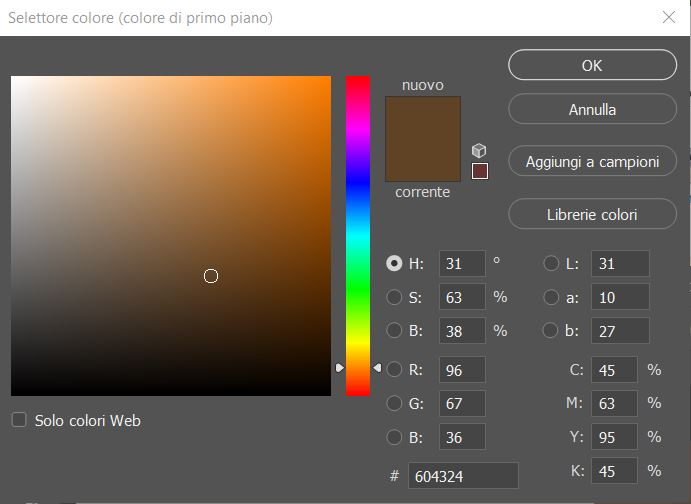 Selettore colore (colore di primo piano)
nuovo
corrente
OK
Annulla
Aggiungi a campioni
Librerie colori
H: 31 °
S: 63 %
B: 38 %
R: 96
G: 67
B: 36
# 604324
L: 31
a: 10
b: 27
C: 45 %
M: 63 %
Y: 95 %
K: 45 %
Solo colori Web